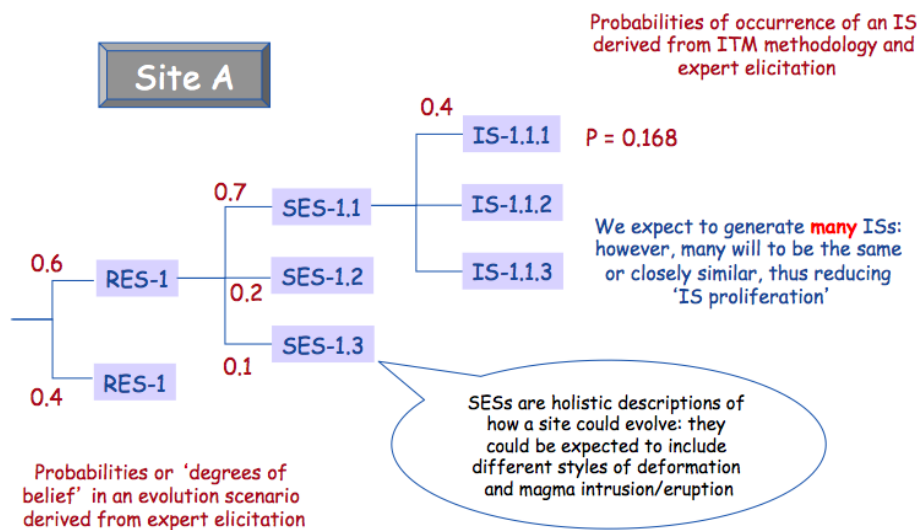 Probabilities of occurrence of an IS
derived from ITM methodology and
expert elicitation
Site A
0.4
IS-1.1.1
P = 0.168
0.7
SES-1.1
IS-1.1.2
We expect to generate many ISs:
however, many will to be the same
or closely similar, thus reducing
'IS proliferation'
0.6
RES-1
SES-1.2
IS-1.1.3
0.2
SES-1.3
0.1
RES-1
0.4
SESs are holistic descriptions of
how a site could evolve: they
could be expected to include
different styles of deformation
and magma intrusion/eruption
Probabilities or 'degrees of
belief' in an evolution scenario
derived from expert elicitation